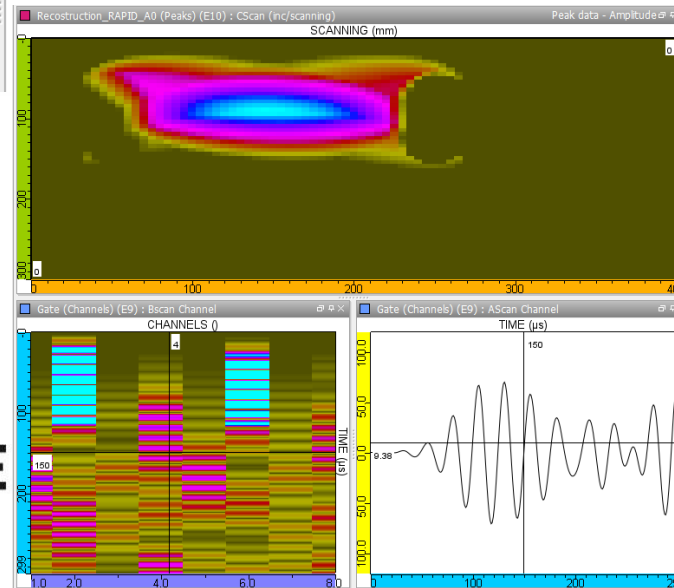 Recostruction_RAPID_A0 (Peaks) (E10) : CScan (inc/scanning) Peak data - Amplitude
SCANNING (mm)
0
100
200
300
0
0
0 100 200 300 40
Gate (Channels) (E9) : Bscan Channel
CHANNELS ()
4
100
200
299
150
TIME (µs)
1.0 2.0 4.0 6.0 8.0
Gate (Channels) (E9) : AScan Channel
TIME (µs)
150
100.0
50.0
0.0
50.0
100.0
9.38
0 100 200 29